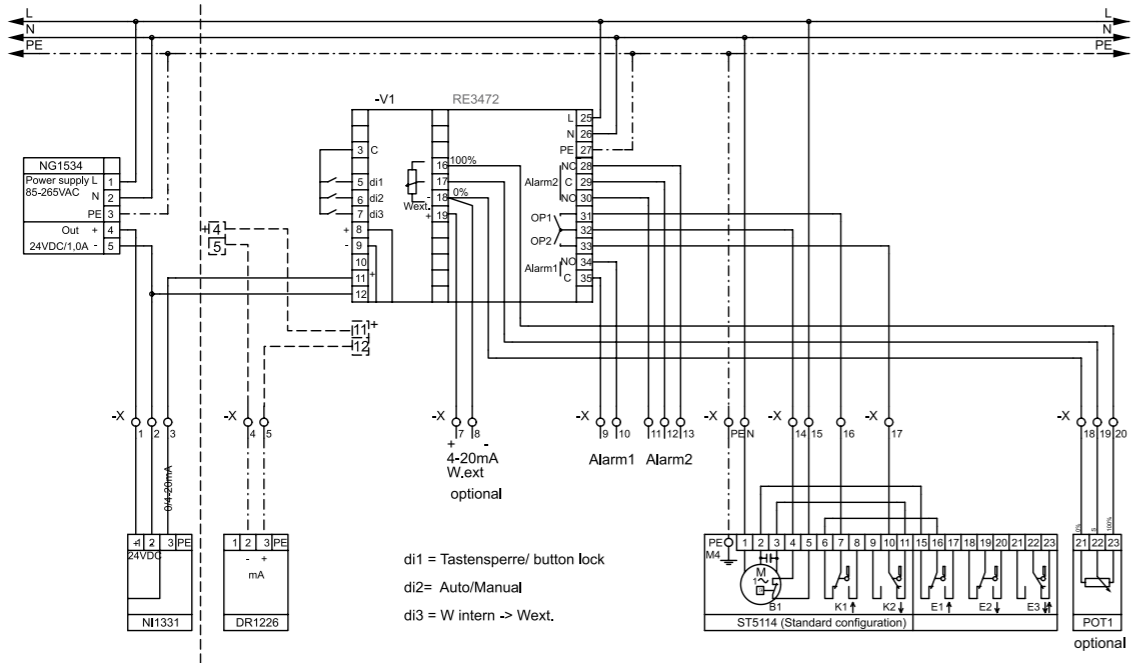 L L
N N
PE PE
-V1 RE3472
L 25
N 26
PE 27
3 C
16 100%
NC 28
NG1534
Power supply L 1
85-265VAC
N 2
PE 3
Out + 4
24VDC/1,0A - 5
5 di1
6 di2
7 di3
+ 8
- 9
10
11 +
12
Wext.
17
- 18 0%
+ 19
Alarm2
C 29
NO 30
OP1 31
32
OP2 33
NO 34
Alarm1
C 35
+ 4
5
11 +
12
-X 1 2 3
-X 4 5
-X 7 8
-X 9 10 11 12 13
-X PE N
-X 14 15 16 17
-X 18 19 20
+ -
4-20mA
W.ext
optional
Alarm1 Alarm2
0/4-20mA
0% S 100%
1 2 3 PE
24VDC
NI1331
1 2 3 PE
- +
mA
DR1226
di1 = Tastensperre/ button lock
di2= Auto/Manual
di3 = W intern -> Wext.
PE 1 2 3 4 5 6 7 8 9 10 11 15 16 17 18 19 20 21 22 23
M4
M
1~
B1 K1 K2 E1 E2 E3
ST5114 (Standard configuration)
21 22 23
POT1
optional